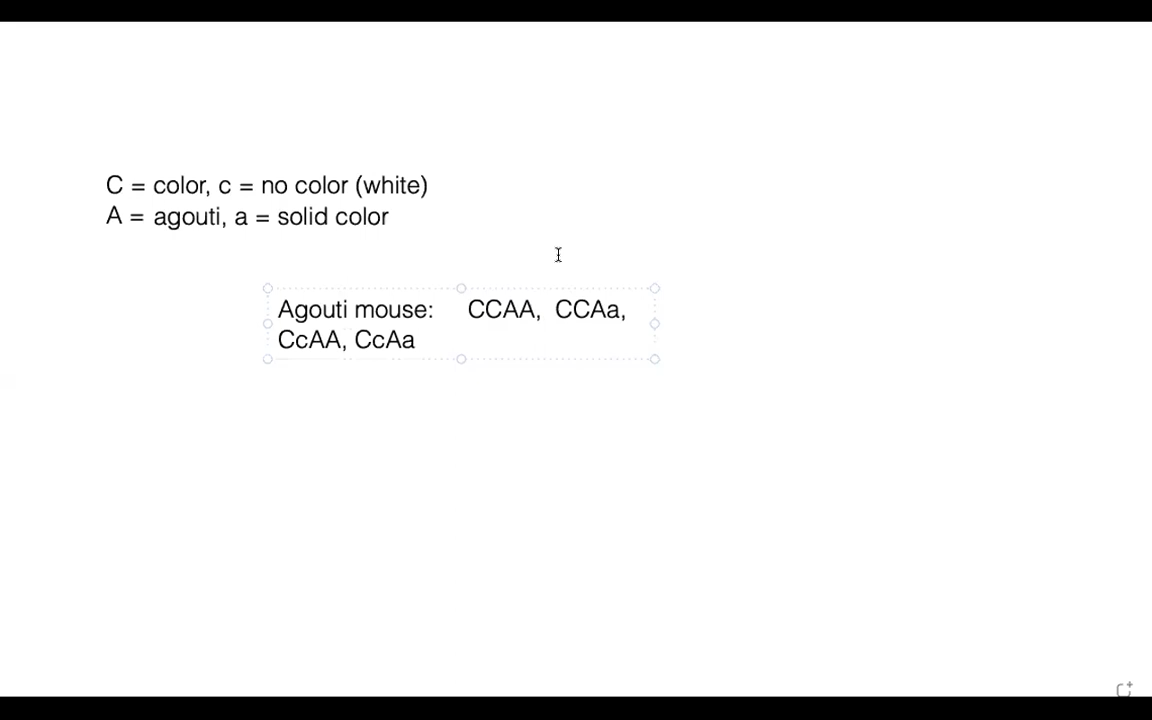 C = color, c = no color (white)
A = agouti, a = solid color
Agouti mouse: CCAA, CCAa,
CcAA, CcAa